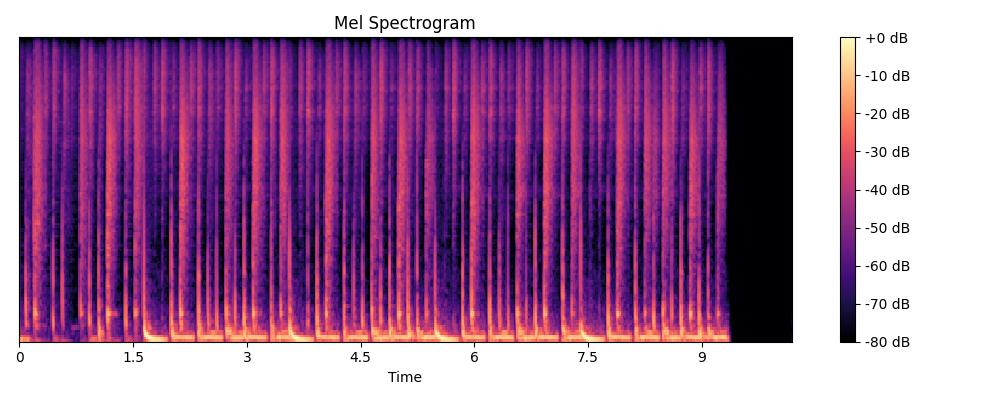 Mel Spectrogram
+0 dB
-10 dB
-20 dB
-30 dB
-40 dB
-50 dB
-60 dB
-70 dB
-80 dB
0 1.5 3 4.5 6 7.5 9
Time